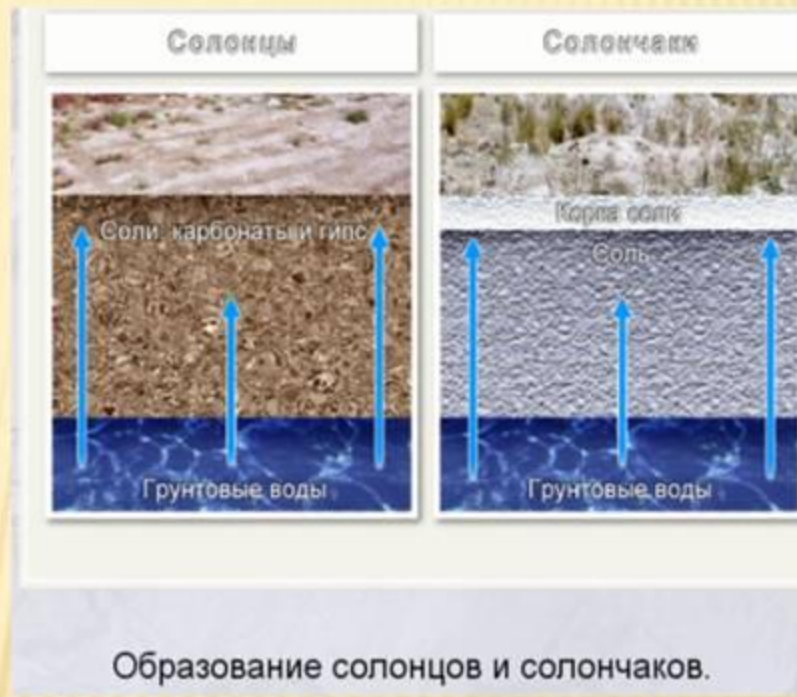 Солонцы
Солончаки
Соли, карбонаты и гипс
Грунтовые воды
Корка соли
Соль
Грунтовые воды
Образование солонцов и солончаков.